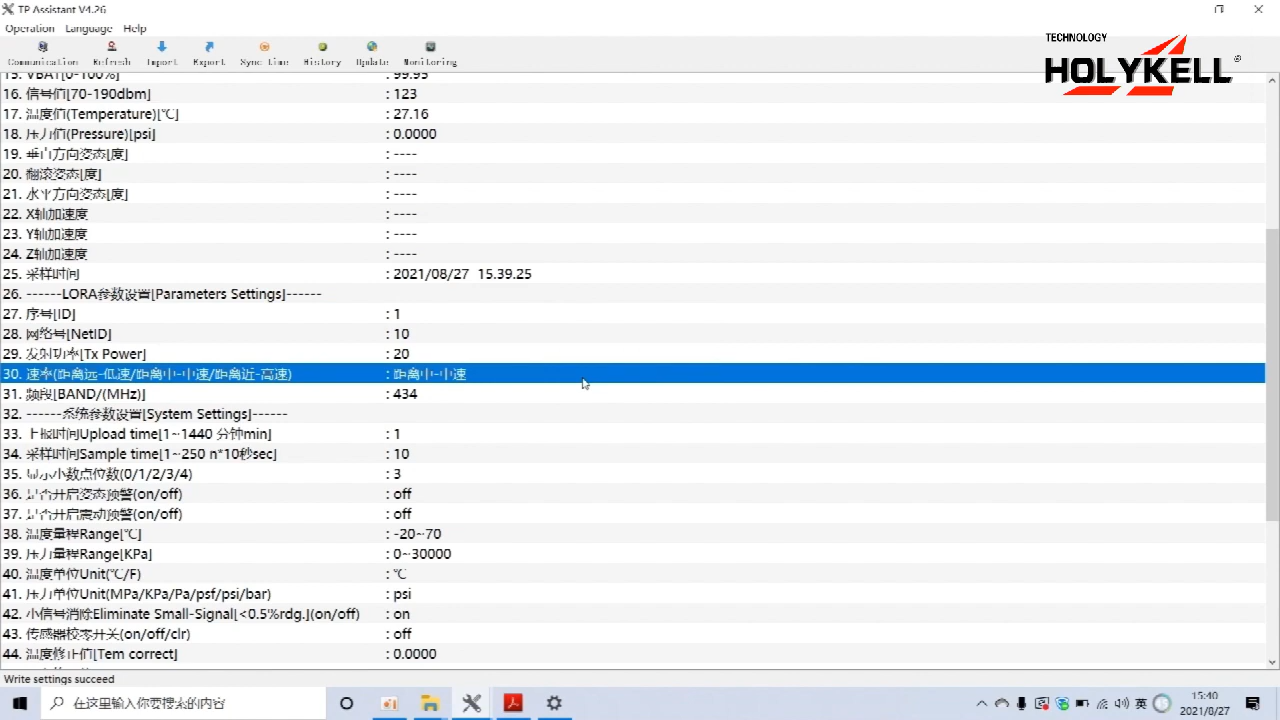 TP Assistant V4.26
Operation Language Help
Communication Refresh Import Export Sync time History Update Monitoring
TECHNOLOGY
HOLYKELL®
15. VBAT[0-100%] : 99.95
16. 信号值[70-190dbm] : 123
17. 温度值(Temperature)[℃] : 27.16
18. 压力值(Pressure)[psi] : 0.0000
19. 垂直方向姿态[度] : ----
20. 翻滚姿态[度] : ----
21. 水平方向姿态[度] : ----
22. X轴加速度 : ----
23. Y轴加速度 : ----
24. Z轴加速度 : ----
25. 采样时间 : 2021/08/27 15.39.25
26. ------LORA参数设置[Parameters Settings]------
27. 序号[ID] : 1
28. 网络号[NetID] : 10
29. 发射功率[Tx Power] : 20
30. 速率(距离远-低速/距离中-中速/距离近-高速) : 距离中-中速
31. 频段[BAND/(MHz)] : 434
32. ------系统参数设置[System Settings]------
33. 上报时间Upload time[1~1440 分钟min] : 1
34. 采样时间Sample time[1~250 n*10秒sec] : 10
35. 显示小数点位数(0/1/2/3/4) : 3
36. 是否开启姿态预警(on/off) : off
37. 是否开启震动预警(on/off) : off
38. 温度量程Range[℃] : -20~70
39. 压力量程Range[KPa] : 0~30000
40. 温度单位Unit(℃/F) : ℃
41. 压力单位Unit(MPa/KPa/Pa/psf/psi/bar) : psi
42. 小信号消除Eliminate Small-Signal[<0.5%rdg.](on/off) : on
43. 传感器校零开关(on/off/clr) : off
44. 温度修正值[Tem correct] : 0.0000
Write settings succeed
在这里输入你要搜索的内容
英
15:40
2021/8/27